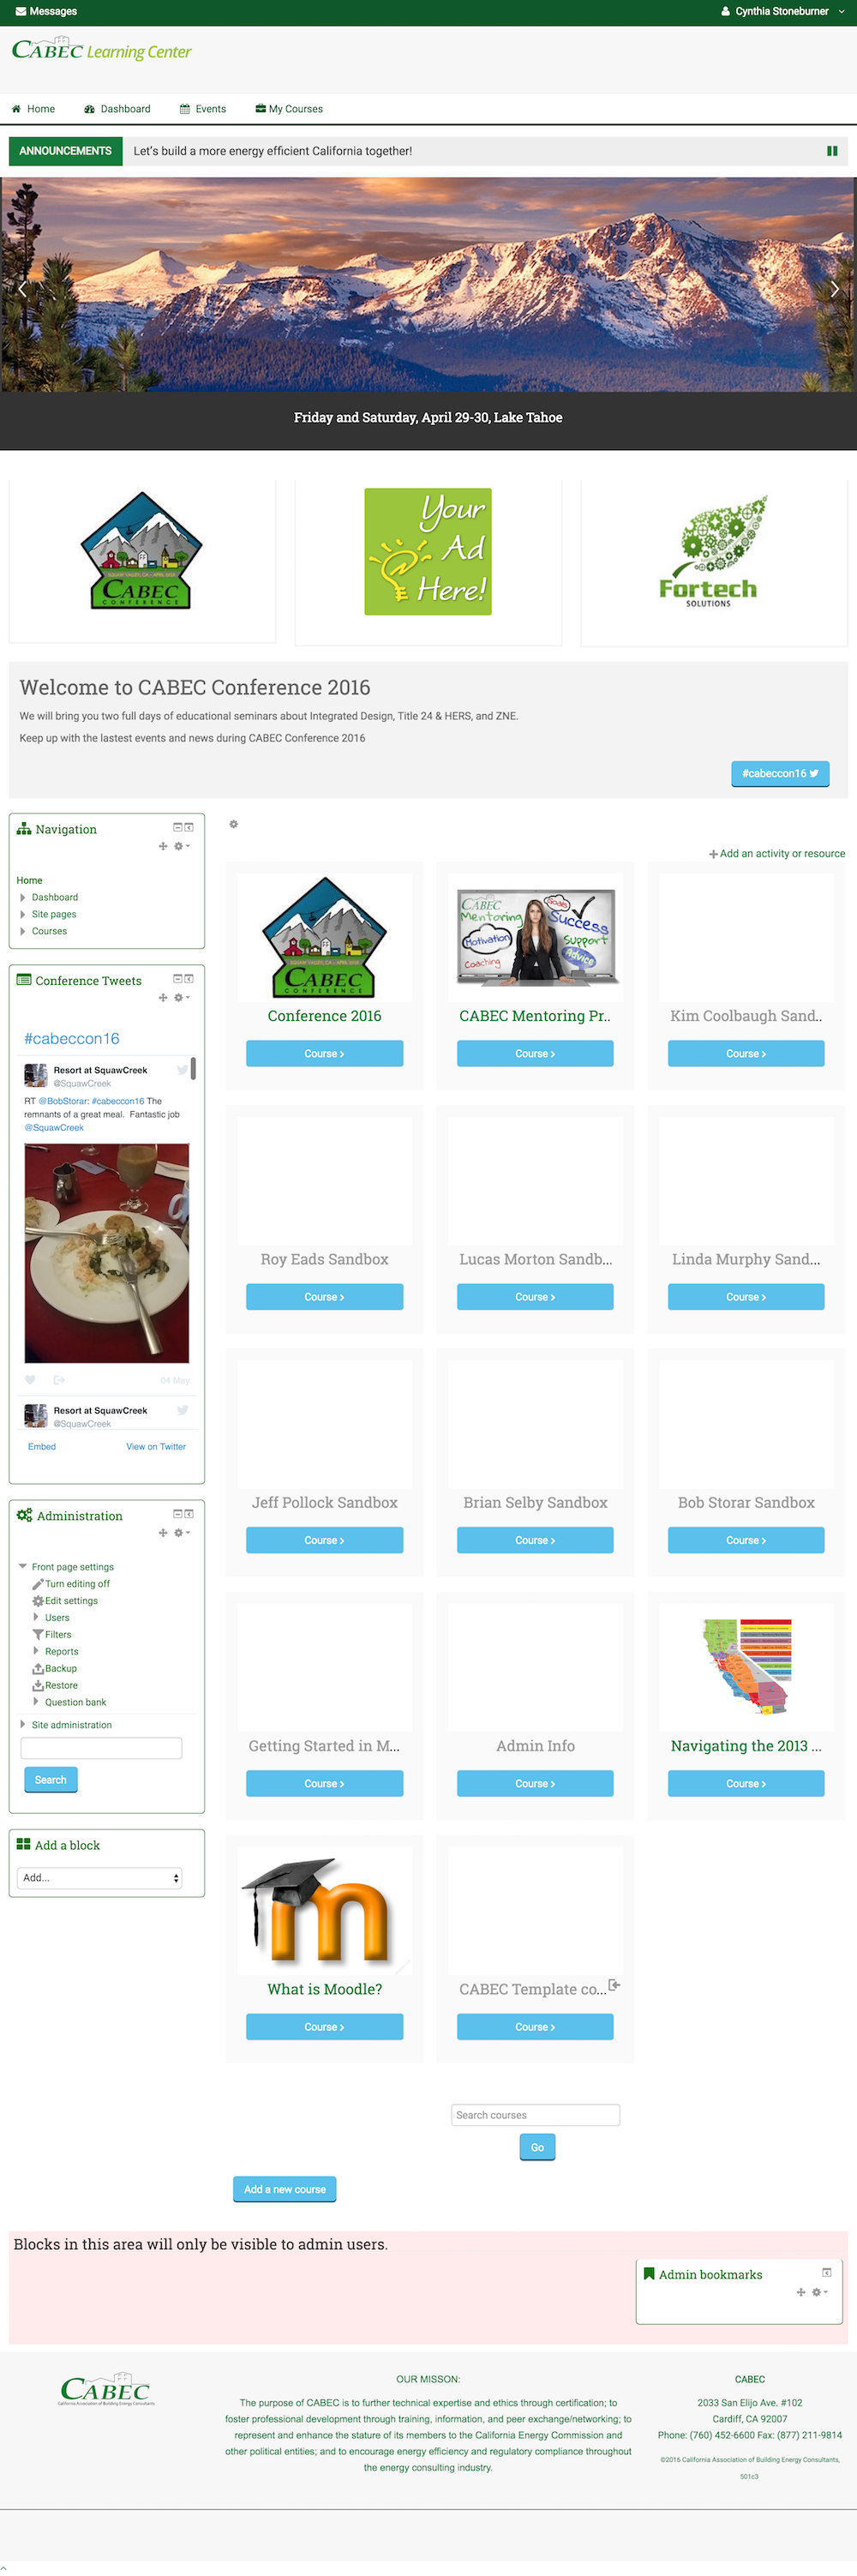 Messages
Cynthia Stoneburner
CABEC Learning Center
Home
Dashboard
Events
My Courses
ANNOUNCEMENTS
Let's build a more energy efficient California together!
Friday and Saturday, April 29-30, Lake Tahoe
CABEC
CONFERENCE
Your
Ad
Here!
Fortech
SOLUTIONS
Welcome to CABEC Conference 2016
We will bring you two full days of educational seminars about Integrated Design, Title 24 & HERS, and ZNE.
Keep up with the lastest events and news during CABEC Conference 2016
#cabeccon16
Navigation
Home
Dashboard
Site pages
Courses
Conference Tweets
#cabeccon16
Resort at SquawCreek
@SquawCreek
RT @BobStorar: #cabeccon16 The
remnants of a great meal. Fantastic job
@SquawCreek
04 May
Resort at SquawCreek
@SquawCreek
Embed
View on Twitter
Administration
Front page settings
Turn editing off
Edit settings
Users
Filters
Reports
Backup
Restore
Question bank
Site administration
Search
Add a block
Add...
Add an activity or resource
CABEC
CONFERENCE
Conference 2016
Course
CABEC
Mentoring
Goals
Success
Motivation
Support
Coaching
Advice
CABEC Mentoring Pr..
Course
Kim Coolbaugh Sand..
Course
Roy Eads Sandbox
Course
Lucas Morton Sandb...
Course
Linda Murphy Sand...
Course
Jeff Pollock Sandbox
Course
Brian Selby Sandbox
Course
Bob Storar Sandbox
Course
Getting Started in M...
Course
Admin Info
Course
Navigating the 2013 ...
Course
m
What is Moodle?
Course
CABEC Template co...
Course
Search courses
Go
Add a new course
Blocks in this area will only be visible to admin users.
Admin bookmarks
CABEC
California Association of Building Energy Consultants
OUR MISSON:
The purpose of CABEC is to further technical expertise and ethics through certification; to
foster professional development through training, information, and peer exchange/networking; to
represent and enhance the stature of its members to the California Energy Commission and
other political entities; and to encourage energy efficiency and regulatory compliance throughout
the energy consulting industry.
CABEC
2033 San Elijo Ave. #102
Cardiff, CA 92007
Phone: (760) 452-6600 Fax: (877) 211-9814
©2016 California Association of Building Energy Consultants,
501c3